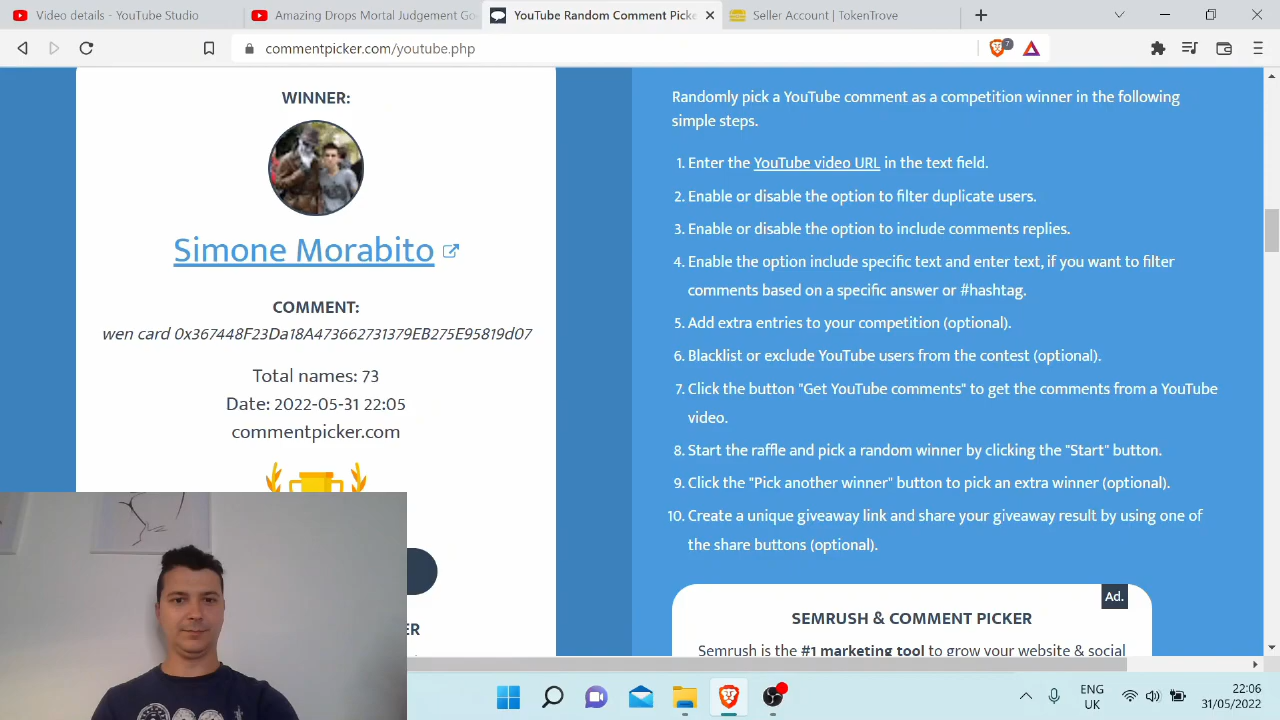 Video details - YouTube Studio
Amazing Drops Mortal Judgement Go
YouTube Random Comment Picke
Seller Account | TokenTrove
commentpicker.com/youtube.php
7
WINNER:
Simone Morabito
COMMENT:
wen card 0x367448F23Da18A473662731379EB275E95819d07
Total names: 73
Date: 2022-05-31 22:05
commentpicker.com
ER
Randomly pick a YouTube comment as a competition winner in the following
simple steps.
1. Enter the YouTube video URL in the text field.
2. Enable or disable the option to filter duplicate users.
3. Enable or disable the option to include comments replies.
4. Enable the option include specific text and enter text, if you want to filter
comments based on a specific answer or #hashtag.
5. Add extra entries to your competition (optional).
6. Blacklist or exclude YouTube users from the contest (optional).
7. Click the button "Get YouTube comments" to get the comments from a YouTube
video.
8. Start the raffle and pick a random winner by clicking the "Start" button.
9. Click the "Pick another winner" button to pick an extra winner (optional).
10. Create a unique giveaway link and share your giveaway result by using one of
the share buttons (optional).
Ad.
SEMRUSH & COMMENT PICKER
Semrush is the #1 marketing tool to grow your website & social
ENG
UK
22:06
31/05/2022